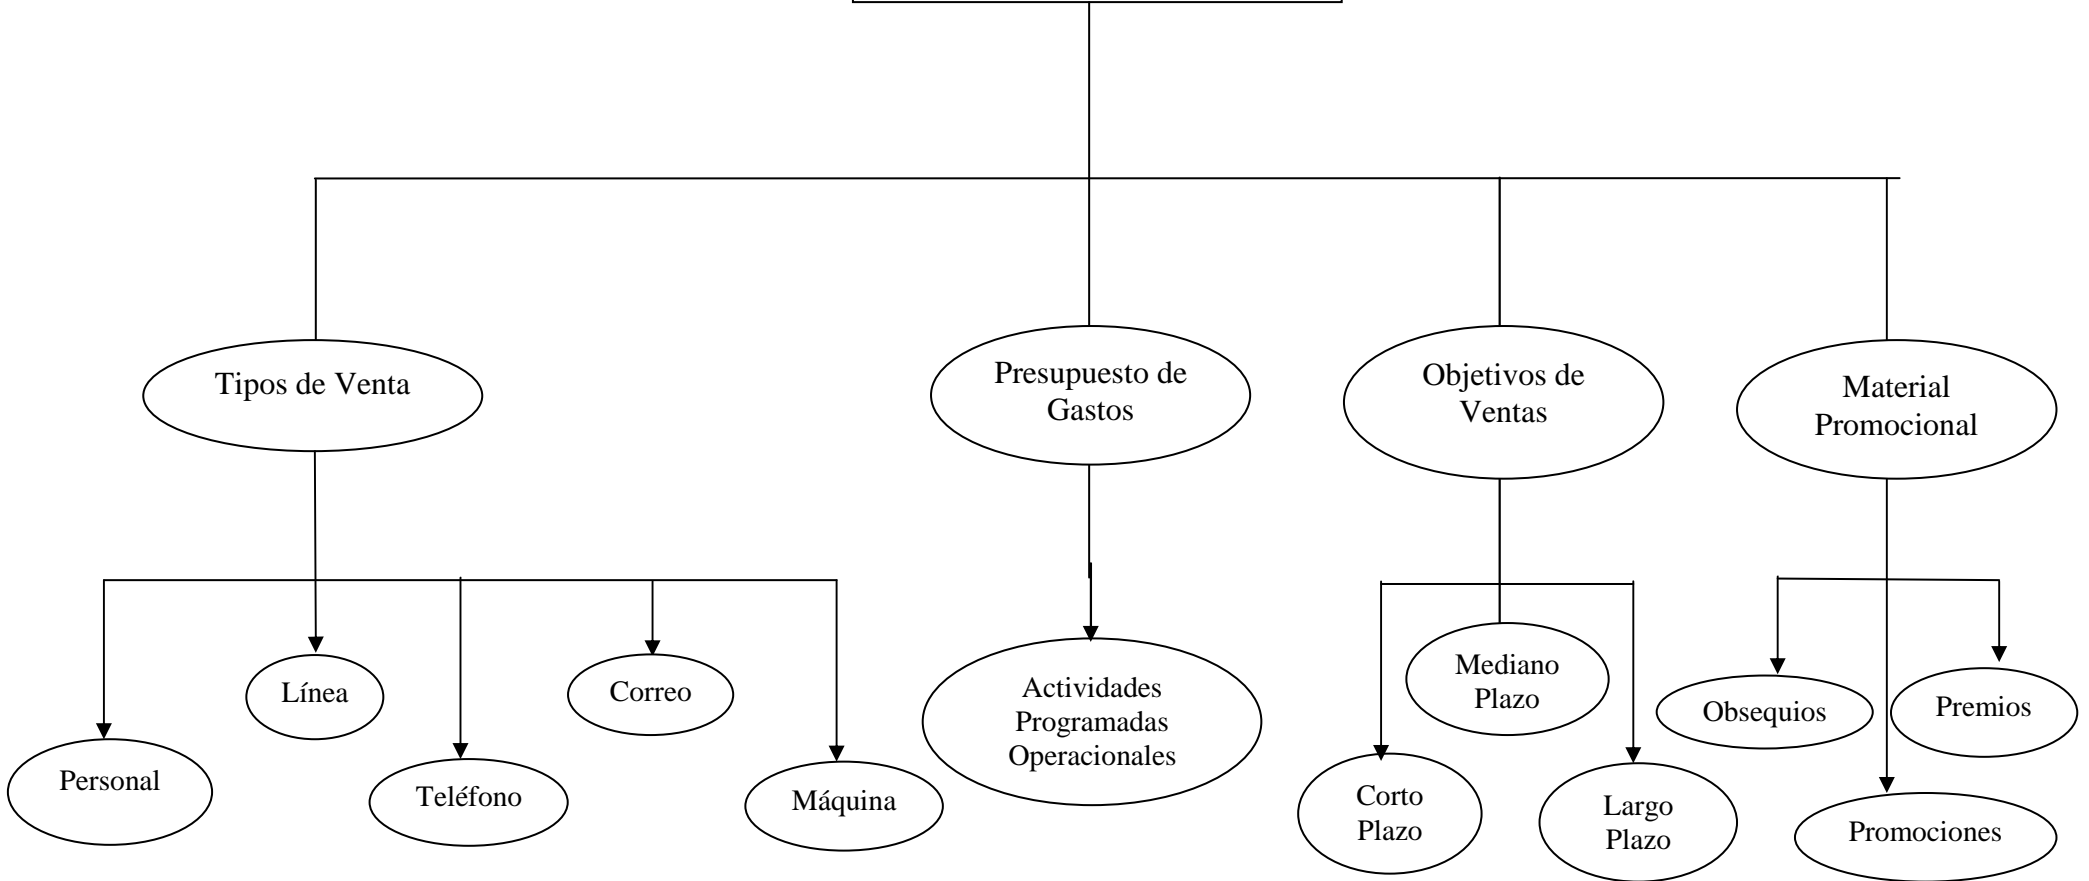 Tipos de Venta
Presupuesto de
Gastos
Objetivos de
Ventas
Material
Promocional
Personal
Línea
Teléfono
Correo
Máquina
Actividades
Programadas
Operacionales
Corto
Plazo
Mediano
Plazo
Largo
Plazo
Obsequios
Promociones
Premios